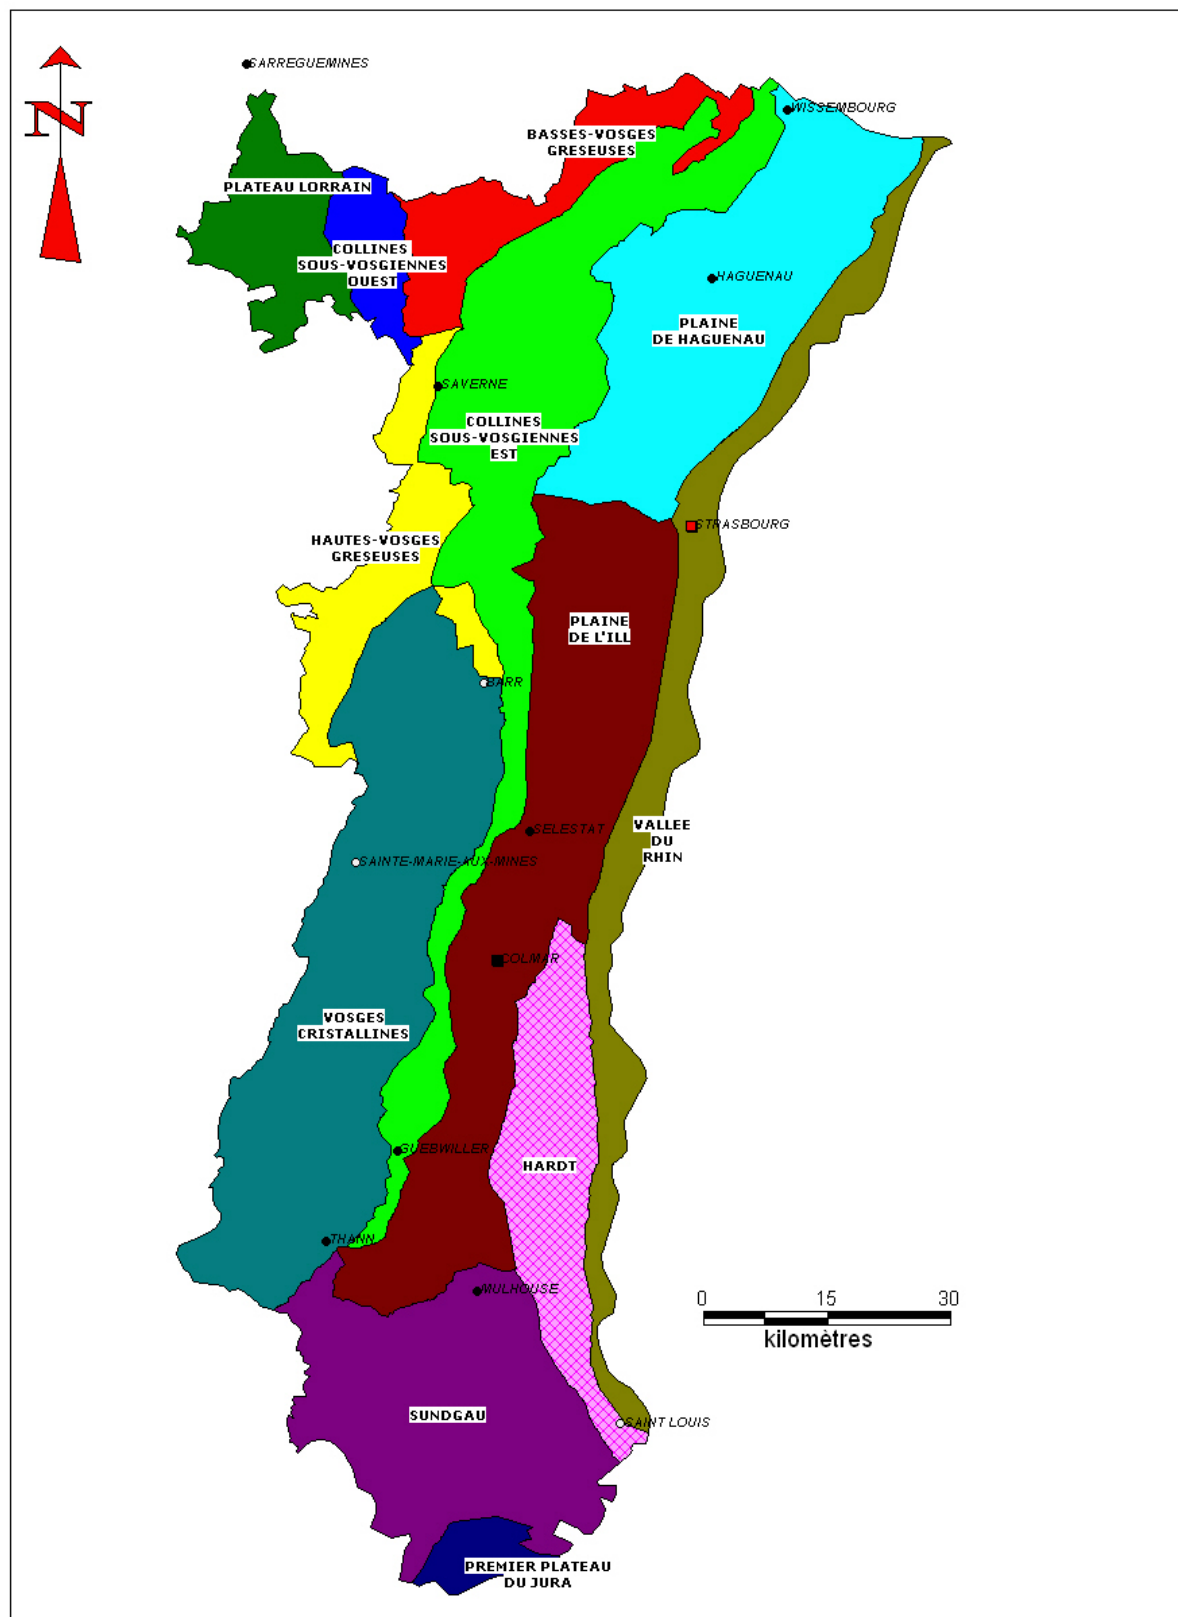 SARREGUEMINES
N
WISSEMBOURG
BASSES-VOSGES
GRESEUSES
PLATEAU LORRAIN
COLLINES
SOUS-VOSGIENNES
OUEST
HAGUENAU
PLAINE
DE HAGUENAU
SAVERNE
COLLINES
SOUS-VOSGIENNES
EST
STRASBOURG
HAUTES-VOSGES
GRESEUSES
PLAINE
DE L'ILL
BARR
VALLEE
DU
RHIN
SELESTAT
SAINTE-MARIE-AUX-MINES
COLMAR
VOSGES
CRISTALLINES
GUEBWILLER
HARDT
THANN
MULHOUSE
0 15 30
kilomètres
SUNDGAU
SAINT LOUIS
PREMIER PLATEAU
DU JURA